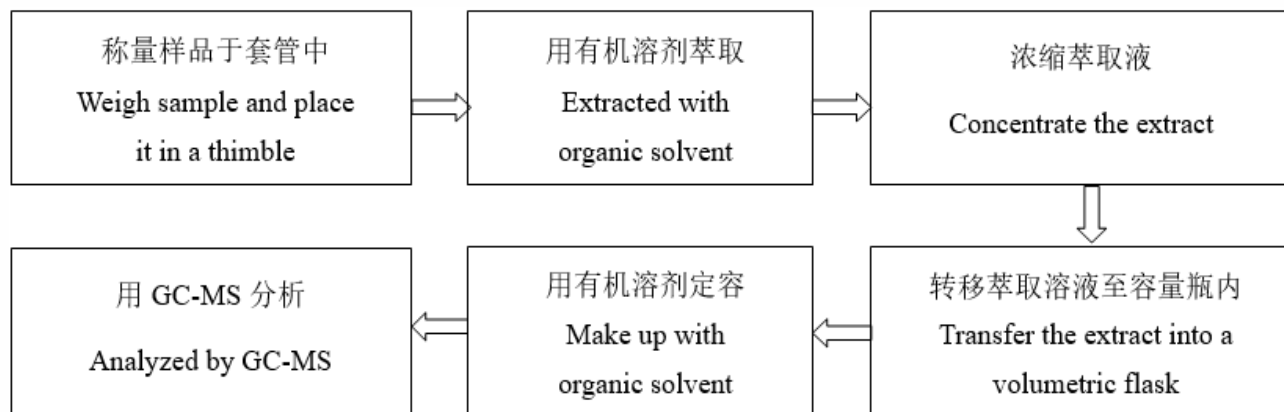 称量样品于套管中
Weigh sample and place
it in a thimble
用有机溶剂萃取
Extracted with
organic solvent
浓缩萃取液
Concentrate the extract
转移萃取溶液至容量瓶内
Transfer the extract into a
volumetric flask
用有机溶剂定容
Make up with
organic solvent
用 GC-MS 分析
Analyzed by GC-MS